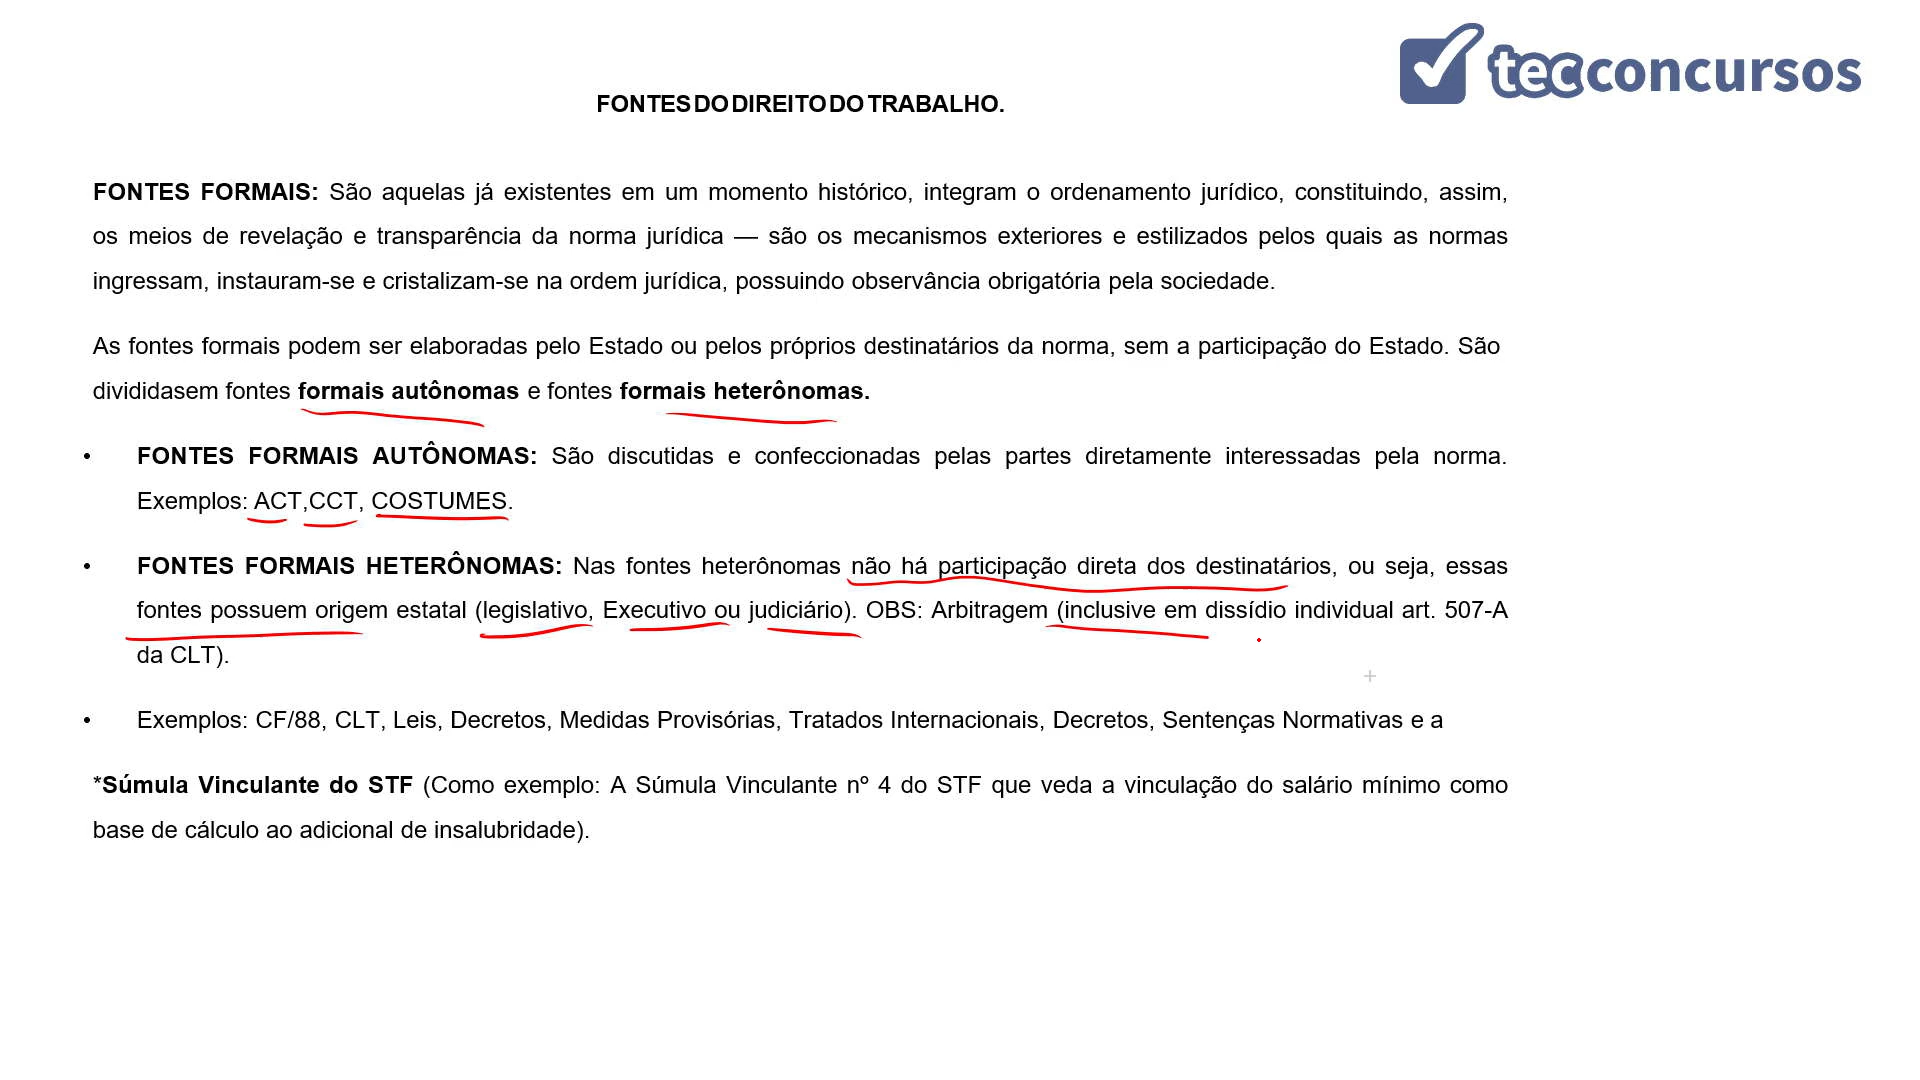 tecconcursos
FONTES DO DIREITO DO TRABALHO.
FONTES FORMAIS: São aquelas já existentes em um momento histórico, integram o ordenamento jurídico, constituindo, assim,
os meios de revelação e transparência da norma jurídica — são os mecanismos exteriores e estilizados pelos quais as normas
ingressam, instauram-se e cristalizam-se na ordem jurídica, possuindo observância obrigatória pela sociedade.
As fontes formais podem ser elaboradas pelo Estado ou pelos próprios destinatários da norma, sem a participação do Estado. São
divididasem fontes formais autônomas e fontes formais heterônomas.
• FONTES FORMAIS AUTÔNOMAS: São discutidas e confeccionadas pelas partes diretamente interessadas pela norma.
Exemplos: ACT,CCT, COSTUMES.
• FONTES FORMAIS HETERÔNOMAS: Nas fontes heterônomas não há participação direta dos destinatários, ou seja, essas
fontes possuem origem estatal (legislativo, Executivo ou judiciário). OBS: Arbitragem (inclusive em dissídio individual art. 507-A
da CLT).
• Exemplos: CF/88, CLT, Leis, Decretos, Medidas Provisórias, Tratados Internacionais, Decretos, Sentenças Normativas e a
*Súmula Vinculante do STF (Como exemplo: A Súmula Vinculante nº 4 do STF que veda a vinculação do salário mínimo como
base de cálculo ao adicional de insalubridade).